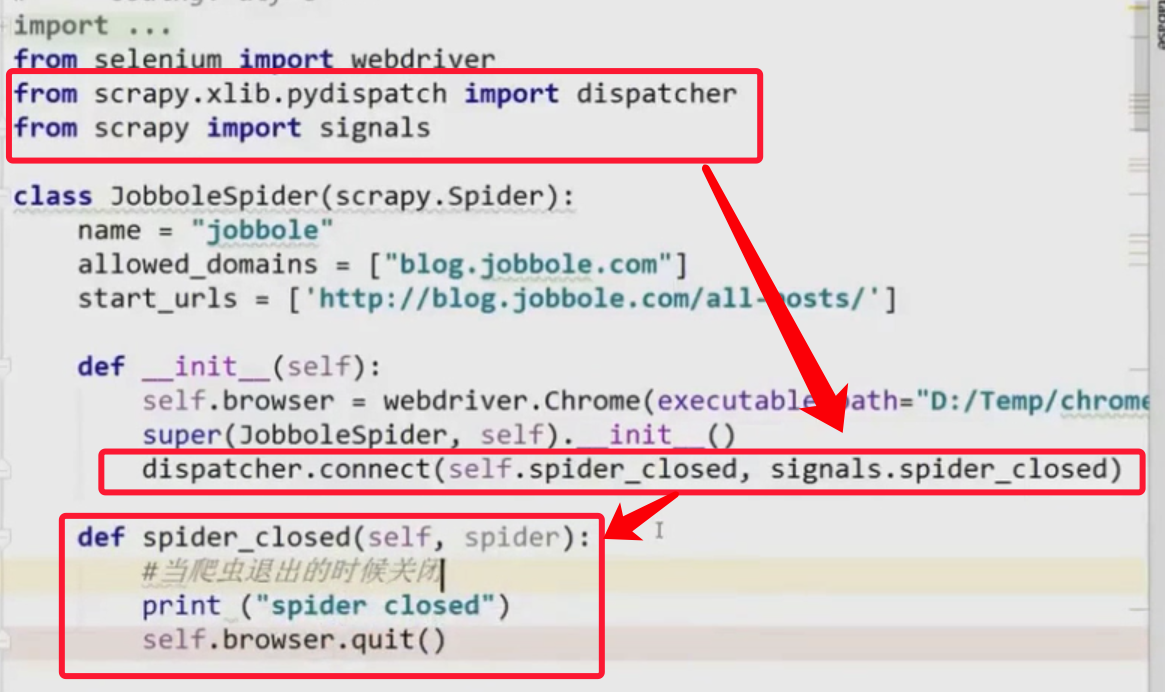 import ...
from selenium import webdriver
from scrapy.xlib.pydispatch import dispatcher
from scrapy import signals
class JobboleSpider(scrapy.Spider):
name = "jobbole"
allowed_domains = ["blog.jobbole.com"]
start_urls = ['http://blog.jobbole.com/all-posts/']
def __init__(self):
self.browser = webdriver.Chrome(executable_path="D:/Temp/chrome
super(JobboleSpider, self).__init__()
dispatcher.connect(self.spider_closed, signals.spider_closed)
def spider_closed(self, spider):
#当爬虫退出的时候关闭
print ("spider closed")
self.browser.quit()